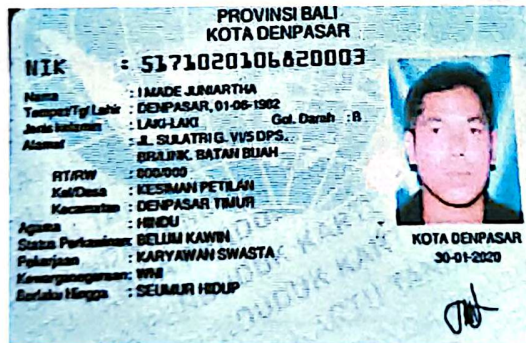 PROVINSI BALI
KOTA DENPASAR
NIK : 5171020106820003
Nama : I MADE JUNIARTHA
Tempat/Tgl Lahir : DENPASAR, 01-06-1982
Jenis kelamin : LAKI-LAKI Gol. Darah : B
Alamat : JL. SULATRI G. VI/5 DPS.
BR/LINK. BATAN BUAH
RT/RW : 000/000
Kel/Desa : KESIMAN PETILAN
Kecamatan : DENPASAR TIMUR
Agama : HINDU
Status Perkawinan: BELUM KAWIN
Pekerjaan : KARYAWAN SWASTA
Kewarganegaraan: WNI
Berlaku Hingga : SEUMUR HIDUP
KOTA DENPASAR
30-01-2020